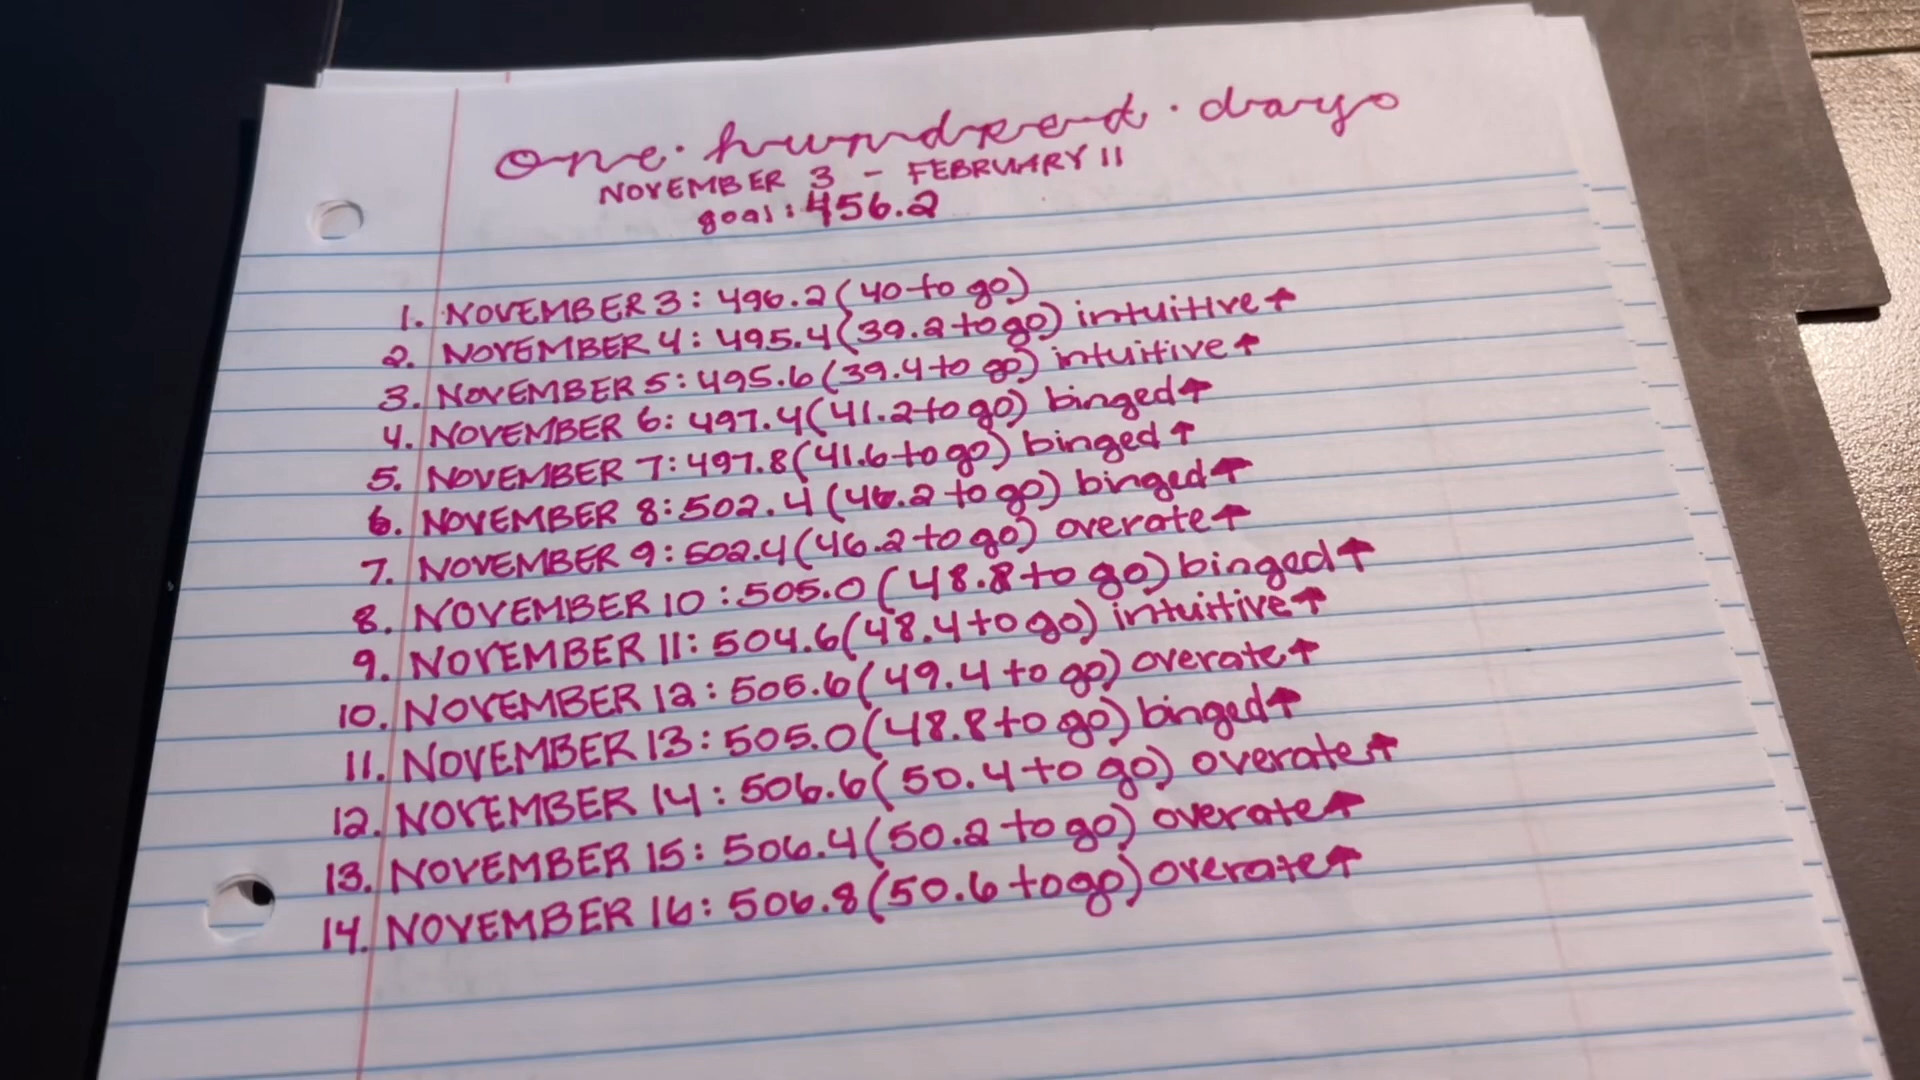 one · hundred · days
NOVEMBER 3 - FEBRUARY 11
goal: 456.2
1. NOVEMBER 3: 496.2 (40 to go)
2. NOVEMBER 4: 495.4 (39.2 to go) intuitive ↑
3. NOVEMBER 5: 495.6 (39.4 to go) intuitive ↑
4. NOVEMBER 6: 497.4 (41.2 to go) binged ↑
5. NOVEMBER 7: 497.8 (41.6 to go) binged ↑
6. NOVEMBER 8: 502.4 (46.2 to go) binged ↑
7. NOVEMBER 9: 502.4 (46.2 to go) overate ↑
8. NOVEMBER 10: 505.0 (48.8 to go) binged ↑
9. NOVEMBER 11: 504.6 (48.4 to go) intuitive ↑
10. NOVEMBER 12: 505.6 (49.4 to go) overate ↑
11. NOVEMBER 13: 505.0 (48.8 to go) binged ↑
12. NOVEMBER 14: 506.6 (50.4 to go) overate ↑
13. NOVEMBER 15: 506.4 (50.2 to go) overate ↑
14. NOVEMBER 16: 506.8 (50.6 to go) overate ↑